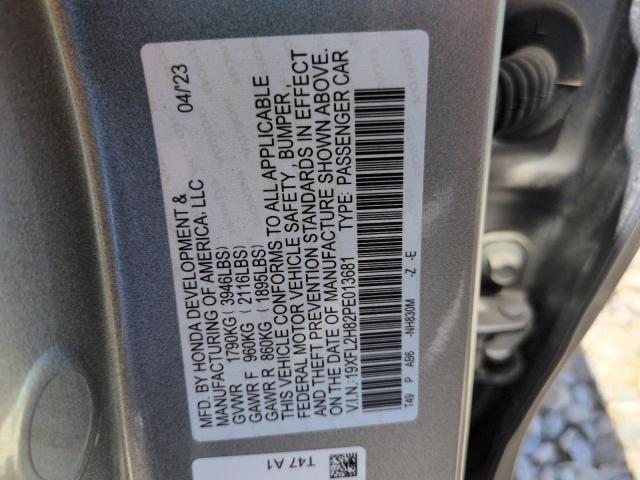 MFD. BY HONDA DEVELOPMENT & 04/23
MANUFACTURING OF AMERICA, LLC
GVWR 1790KG ( 3946LBS)
GAWR F 960KG ( 2116LBS)
GAWR R 860KG ( 1895LBS)
THIS VEHICLE CONFORMS TO ALL APPLICABLE
FEDERAL MOTOR VEHICLE SAFETY, BUMPER,
AND THEFT PREVENTION STANDARDS IN EFFECT
ON THE DATE OF MANUFACTURE SHOWN ABOVE.
V.I.N.:19XFL2H82PE013681 TYPE: PASSENGER CAR
T49 P AB6 -NH830M -Z -E
T47 A1